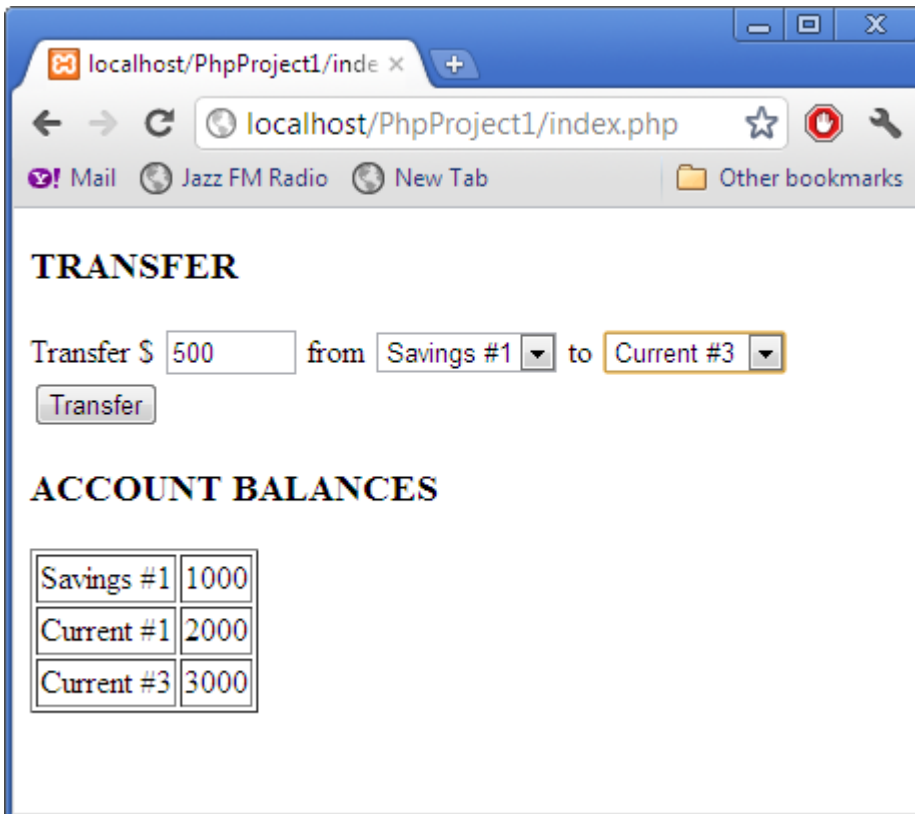 localhost/PhpProject1/inde
localhost/PhpProject1/index.php
Mail Jazz FM Radio New Tab Other bookmarks
TRANSFER
Transfer $ 500 from Savings #1 to Current #3
Transfer
ACCOUNT BALANCES
Savings #1 1000
Current #1 2000
Current #3 3000